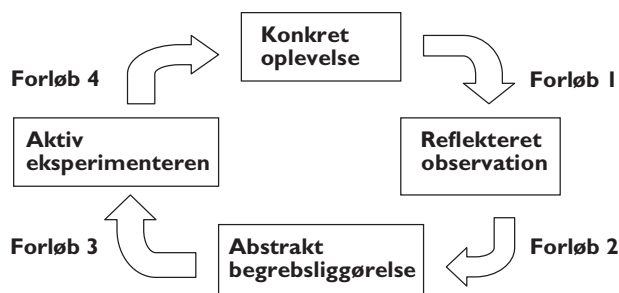 Konkret
oplevelse
Forløb 4
Forløb 1
Aktiv
eksperimenteren
Reflekteret
observation
Forløb 3
Abstrakt
begrebsliggørelse
Forløb 2